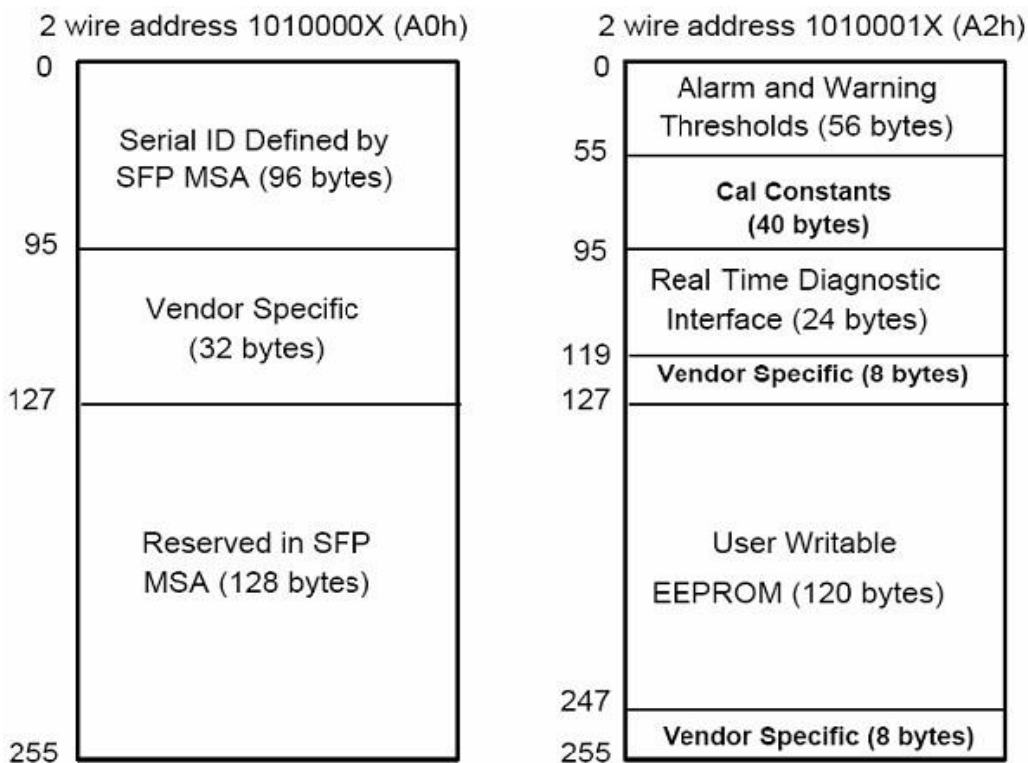 2 wire address 1010000X (A0h)
0
Serial ID Defined by
SFP MSA (96 bytes)
95
Vendor Specific
(32 bytes)
127
Reserved in SFP
MSA (128 bytes)
255
2 wire address 1010001X (A2h)
0
Alarm and Warning
Thresholds (56 bytes)
55
Cal Constants
(40 bytes)
95
Real Time Diagnostic
Interface (24 bytes)
119
Vendor Specific (8 bytes)
127
User Writable
EEPROM (120 bytes)
247
Vendor Specific (8 bytes)
255